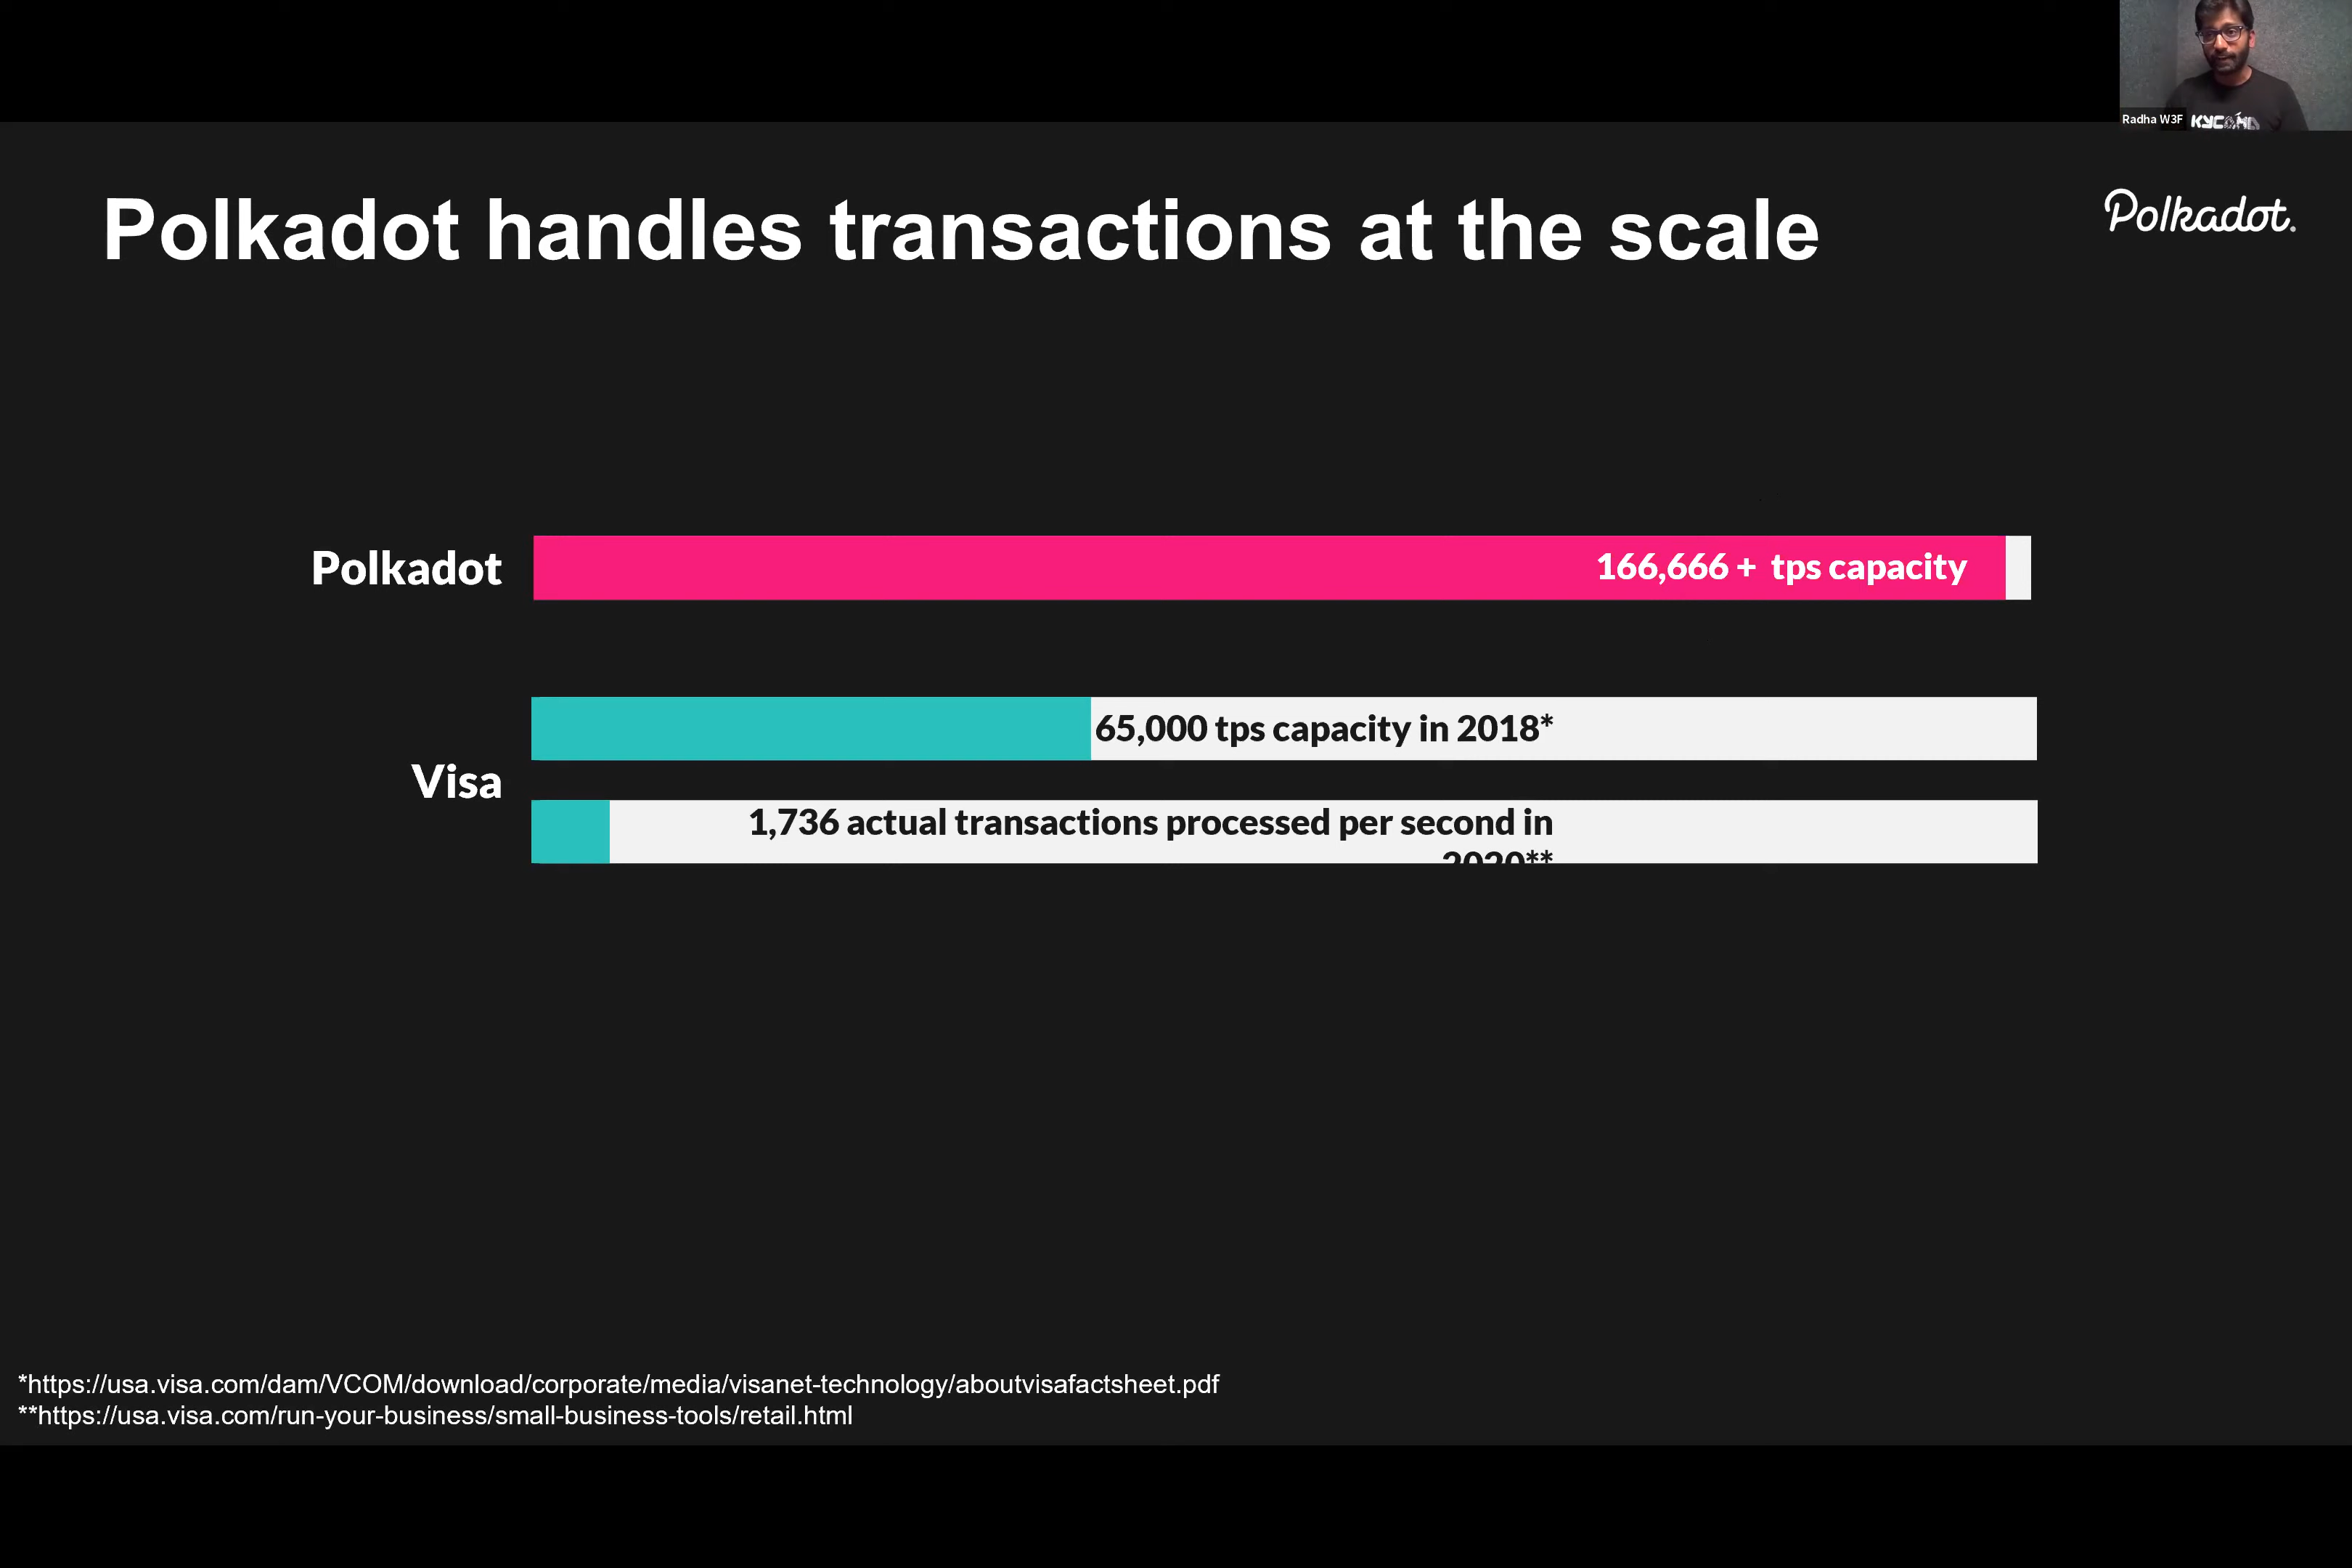 Radha W3F
Polkadot handles transactions at the scale
Polkadot.
Polkadot
166,666 + tps capacity
65,000 tps capacity in 2018*
Visa
1,736 actual transactions processed per second in
2020**
*https://usa.visa.com/dam/VCOM/download/corporate/media/visanet-technology/aboutvisafactsheet.pdf
**https://usa.visa.com/run-your-business/small-business-tools/retail.html